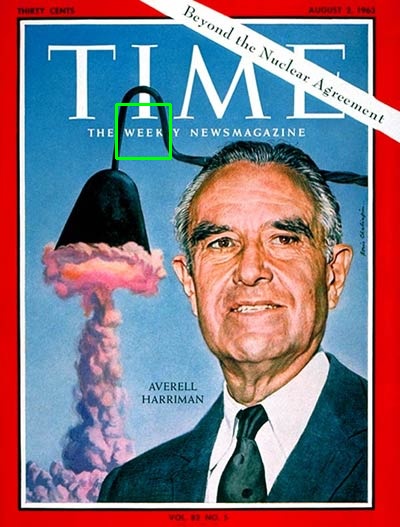 THIRTY CENTS
AUGUST 2, 1963
Beyond the Nuclear Agreement
TIME
THE WEEKLY NEWSMAGAZINE
AVERELL
HARRIMAN
VOL. 82 NO. 5